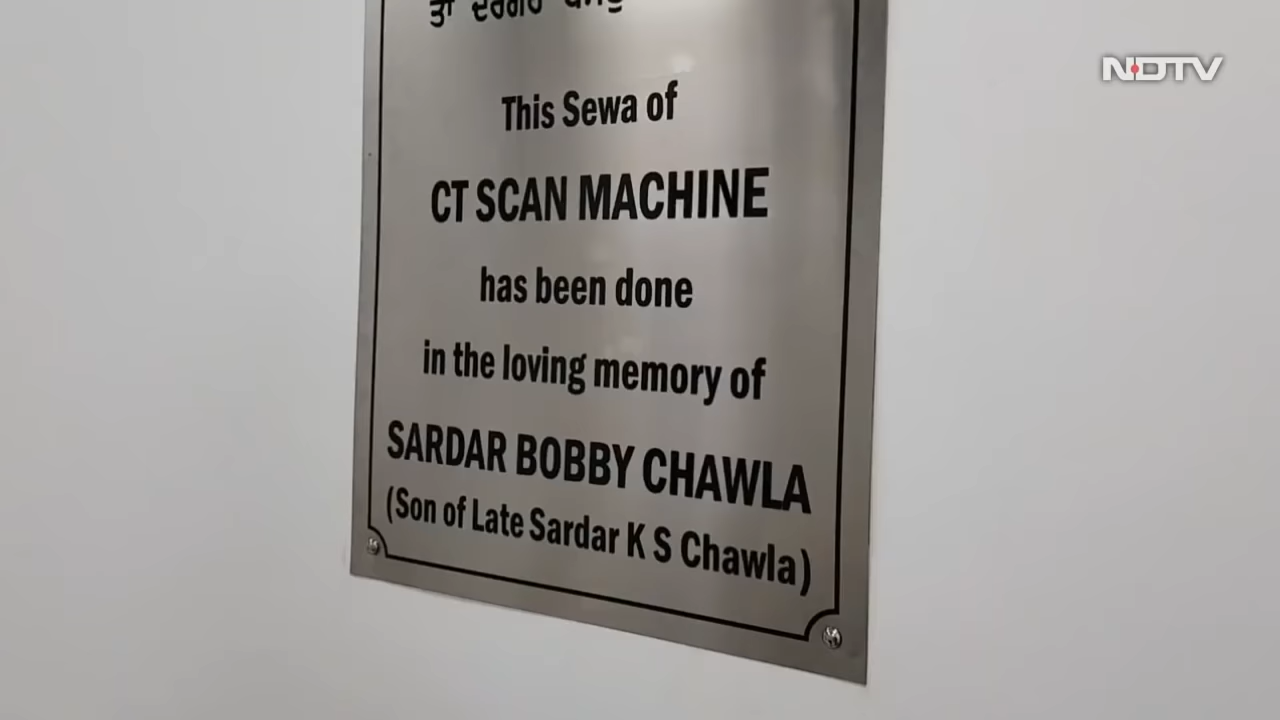 NDTV
This Sewa of
CT SCAN MACHINE
has been done
in the loving memory of
SARDAR BOBBY CHAWLA
(Son of Late Sardar K S Chawla)